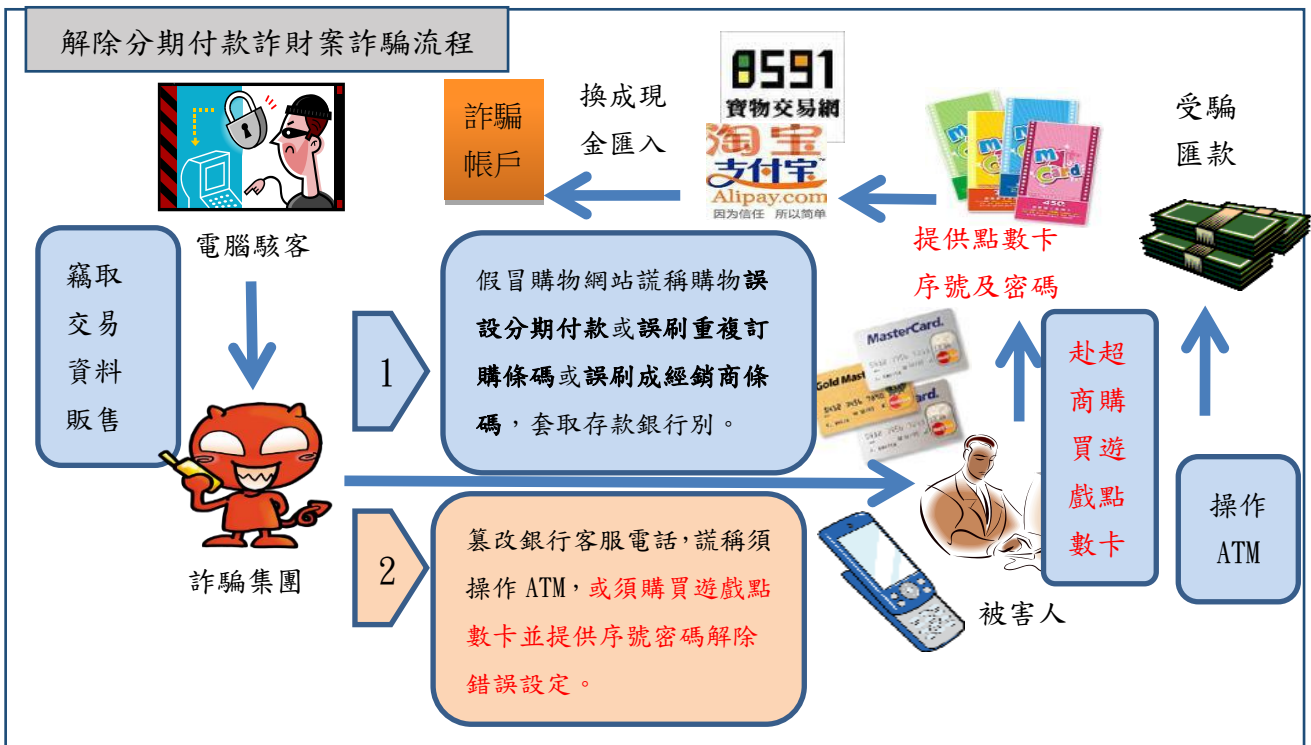 解除分期付款詐財案詐騙流程
電腦駭客
竊取
交易
資料
販售
詐騙集團
詐騙
帳戶
換成現
金匯入
8591
寶物交易網
淘宝
支付宝
Alipay.com
因为信任 所以简单
My
Card
450
提供點數卡
序號及密碼
受騙
匯款
1
假冒購物網站謊稱購物誤
設分期付款或誤刷重複訂
購條碼或誤刷成經銷商條
碼，套取存款銀行別。
2
篡改銀行客服電話，謊稱須
操作 ATM，或須購買遊戲點
數卡並提供序號密碼解除
錯誤設定。
MasterCard.
Gold Mast
被害人
赴超
商購
買遊
戲點
數卡
操作
ATM